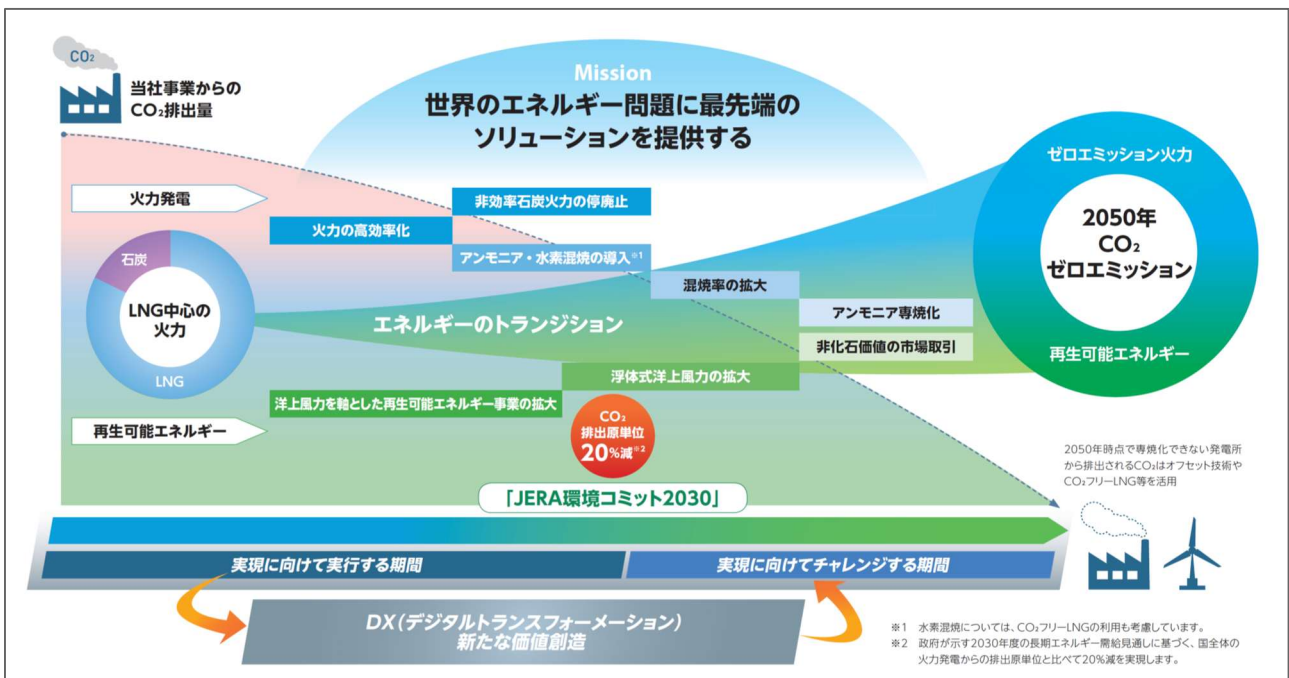 CO₂
当社事業からの
CO₂排出量
Mission
世界のエネルギー問題に最先端の
ソリューションを提供する
火力発電
非効率石炭火力の停廃止
火力の高効率化
アンモニア・水素混焼の導入※1
石炭
LNG中心の
火力
LNG
エネルギーのトランジション
混焼率の拡大
アンモニア専焼化
非化石価値の市場取引
ゼロエミッション火力
2050年
CO₂
ゼロエミッション
再生可能エネルギー
浮体式洋上風力の拡大
洋上風力を軸とした再生可能エネルギー事業の拡大
再生可能エネルギー
CO₂
排出原単位
20%減※2
「JERA環境コミット2030」
2050年時点で専焼化できない発電所
から排出されるCO₂はオフセット技術や
CO₂フリーLNG等を活用
実現に向けて実行する期間
実現に向けてチャレンジする期間
DX(デジタルトランスフォーメーション)
新たな価値創造
※1 水素混焼については、CO₂フリーLNGの利用も考慮しています。
※2 政府が示す2030年度の長期エネルギー需給見通しに基づく、国全体の
火力発電からの排出原単位と比べて20%減を実現します。